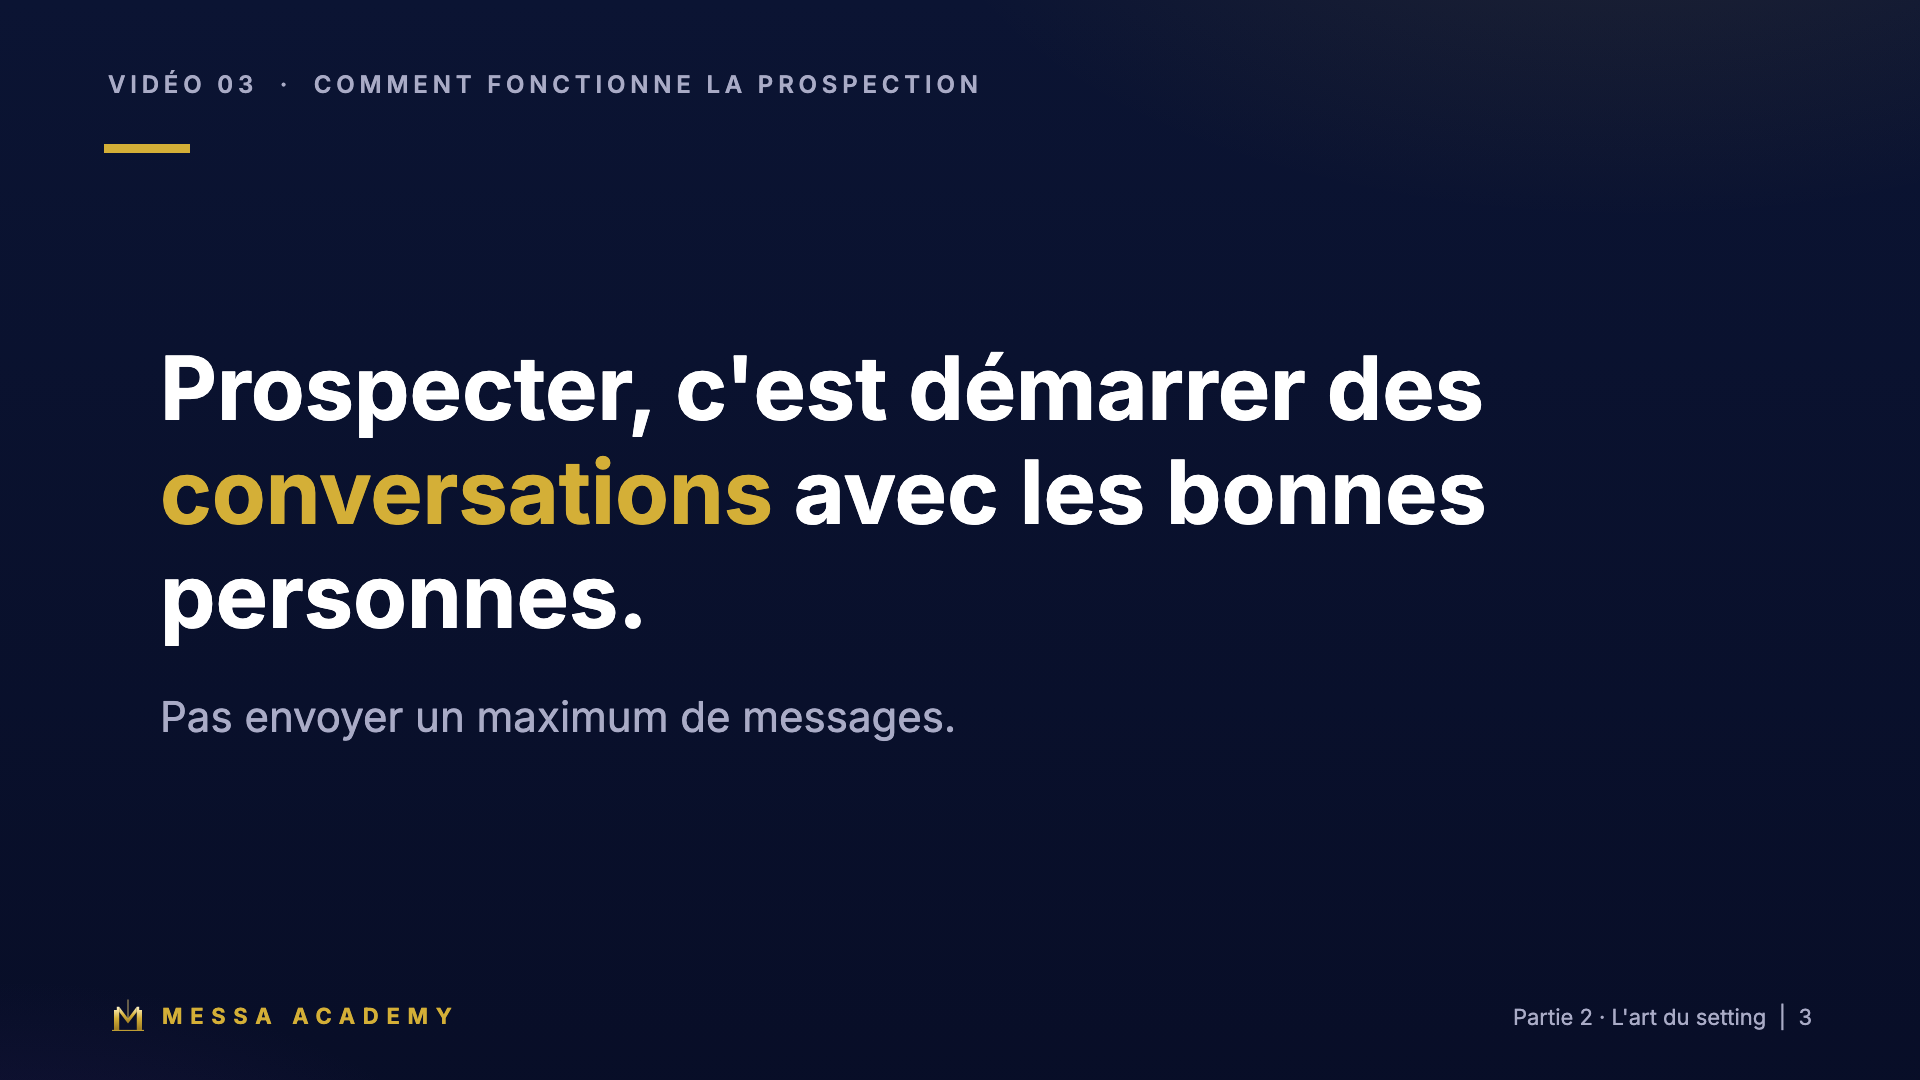 VIDÉO 03 · COMMENT FONCTIONNE LA PROSPECTION
Prospecter, c'est démarrer des
conversations avec les bonnes
personnes.
Pas envoyer un maximum de messages.
MESSA ACADEMY
Partie 2 · L'art du setting | 3